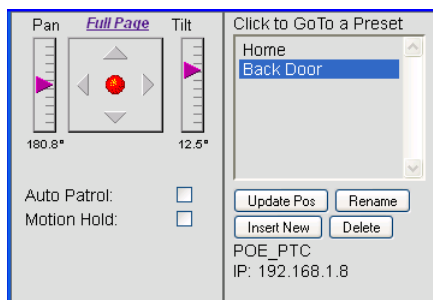 Pan Full Page Tilt
180.8° 12.5°
Auto Patrol:
Motion Hold:
Click to GoTo a Preset
Home
Back Door
Update Pos Rename
Insert New Delete
POE_PTC
IP: 192.168.1.8